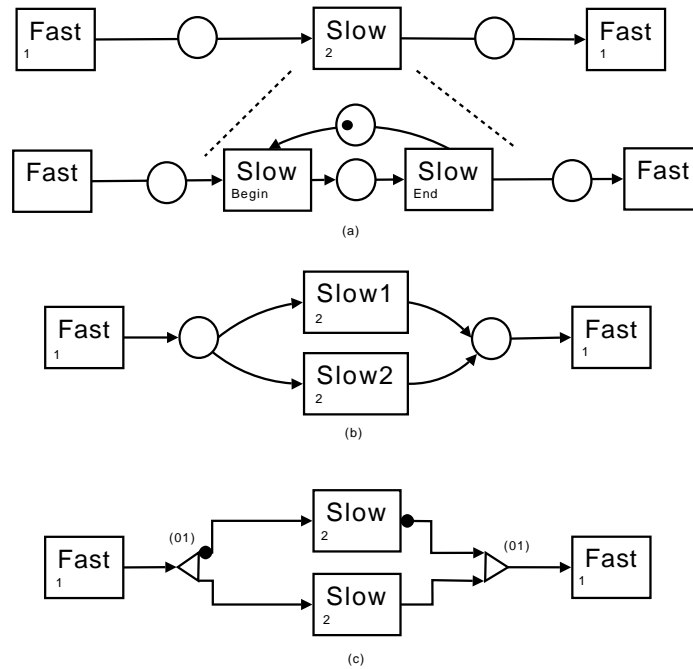 Fast
1
Slow
2
Fast
1
Fast
Slow
Begin
Slow
End
Fast
(a)
Fast
1
Slow1
2
Slow2
2
Fast
1
(b)
Fast
1
(01)
Slow
2
Slow
2
(01)
Fast
1
(c)